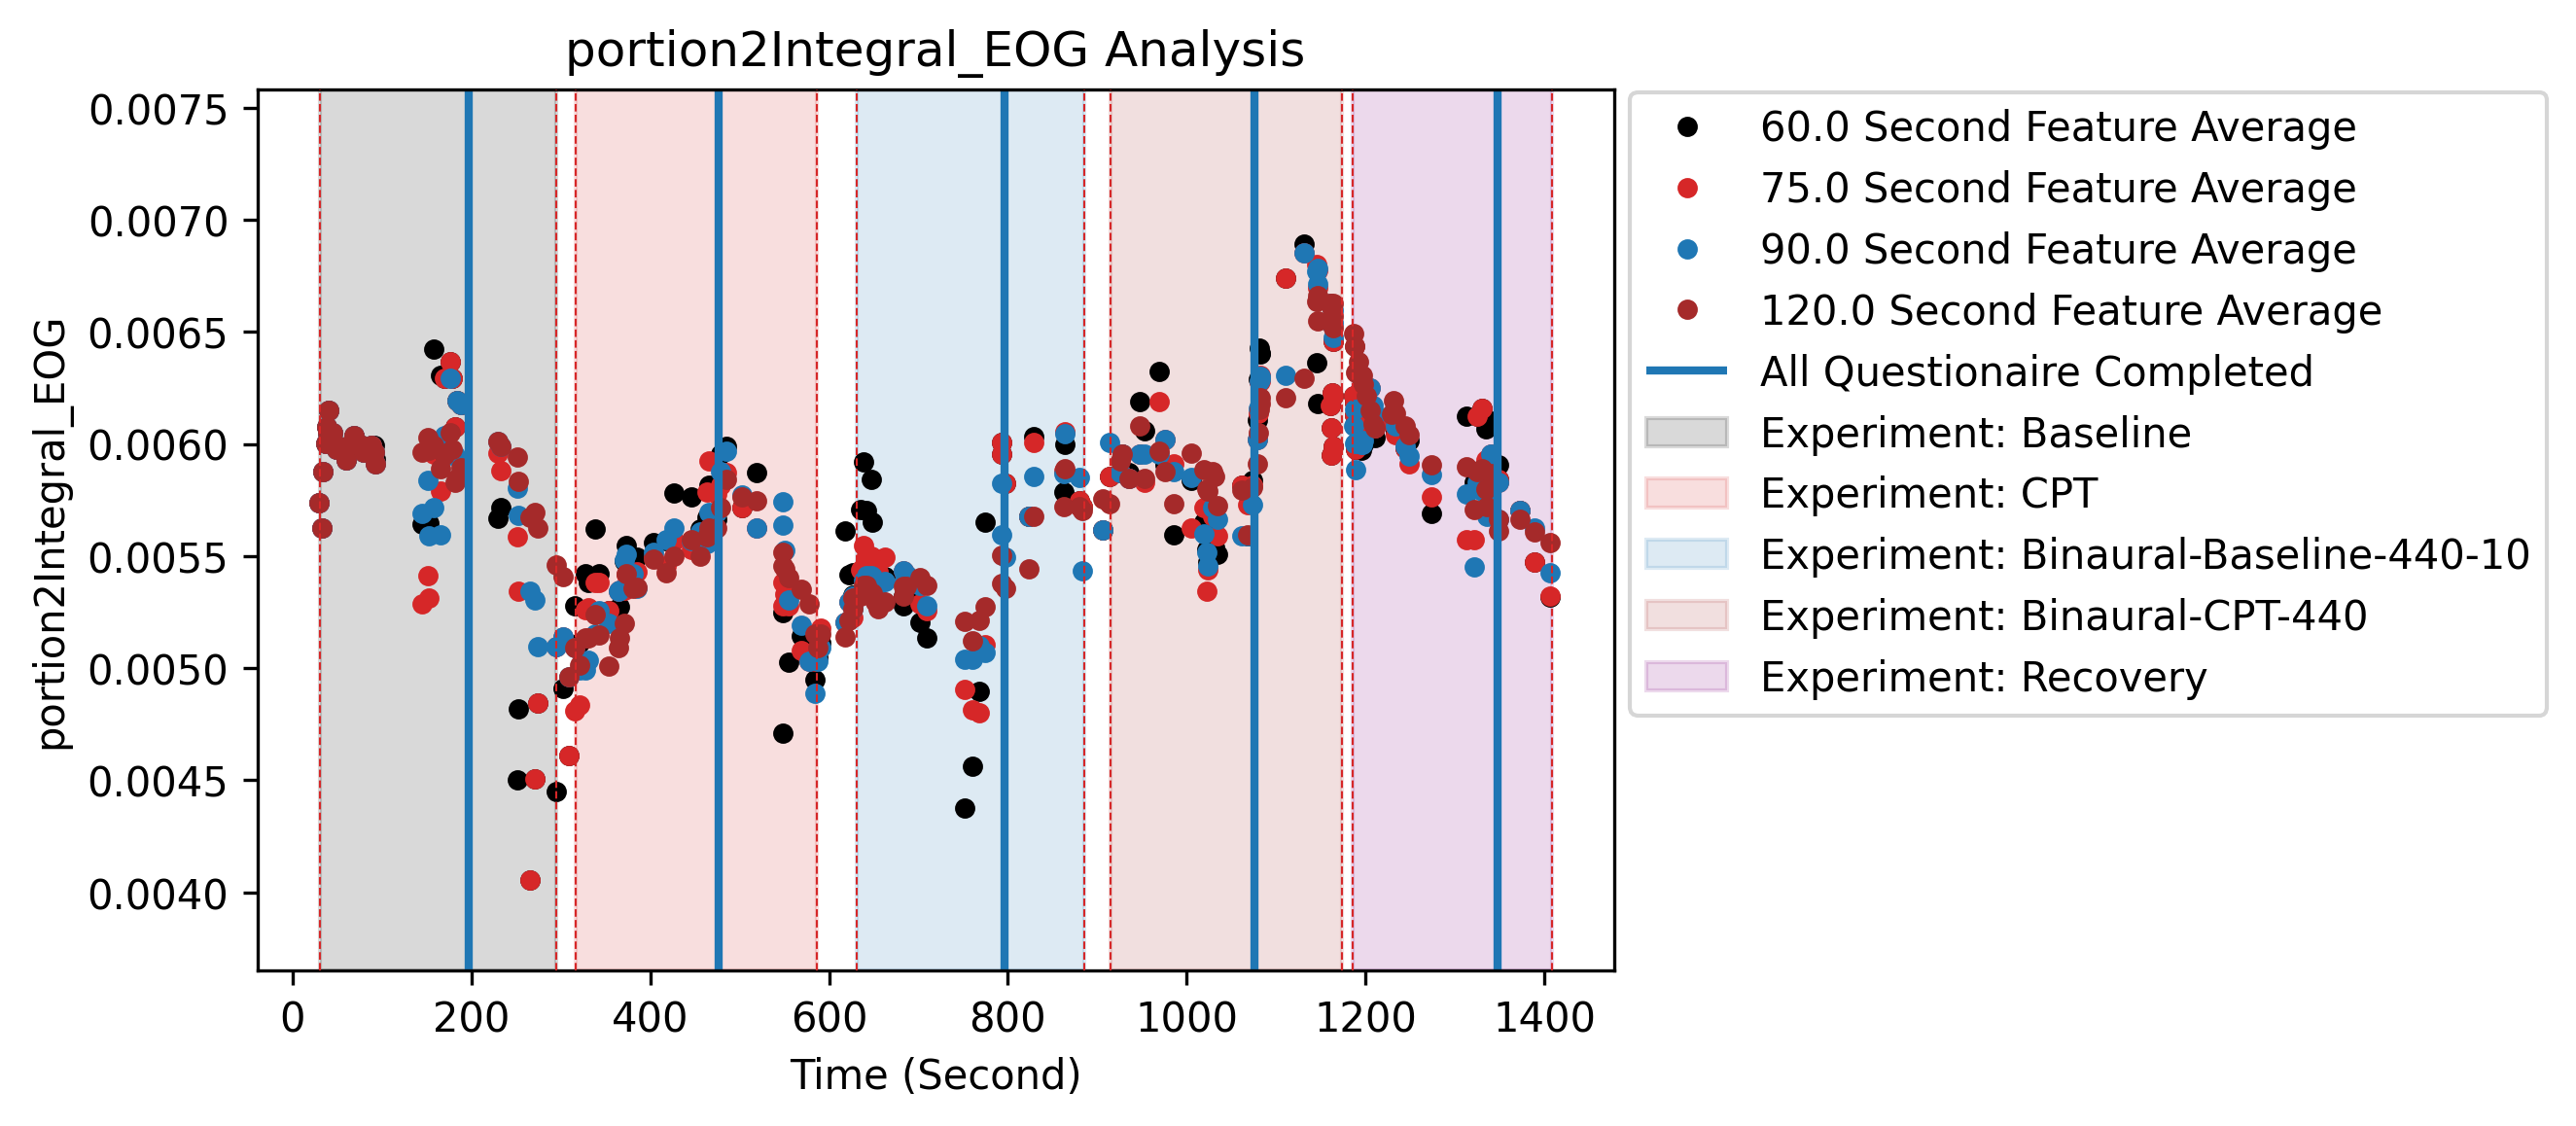 portion2Integral_EOG Analysis
0.0075
0.0070
0.0065
0.0060
0.0055
0.0050
0.0045
0.0040
portion2Integral_EOG
0 200 400 600 800 1000 1200 1400
Time (Second)
60.0 Second Feature Average
75.0 Second Feature Average
90.0 Second Feature Average
120.0 Second Feature Average
All Questionaire Completed
Experiment: Baseline
Experiment: CPT
Experiment: Binaural-Baseline-440-10
Experiment: Binaural-CPT-440
Experiment: Recovery